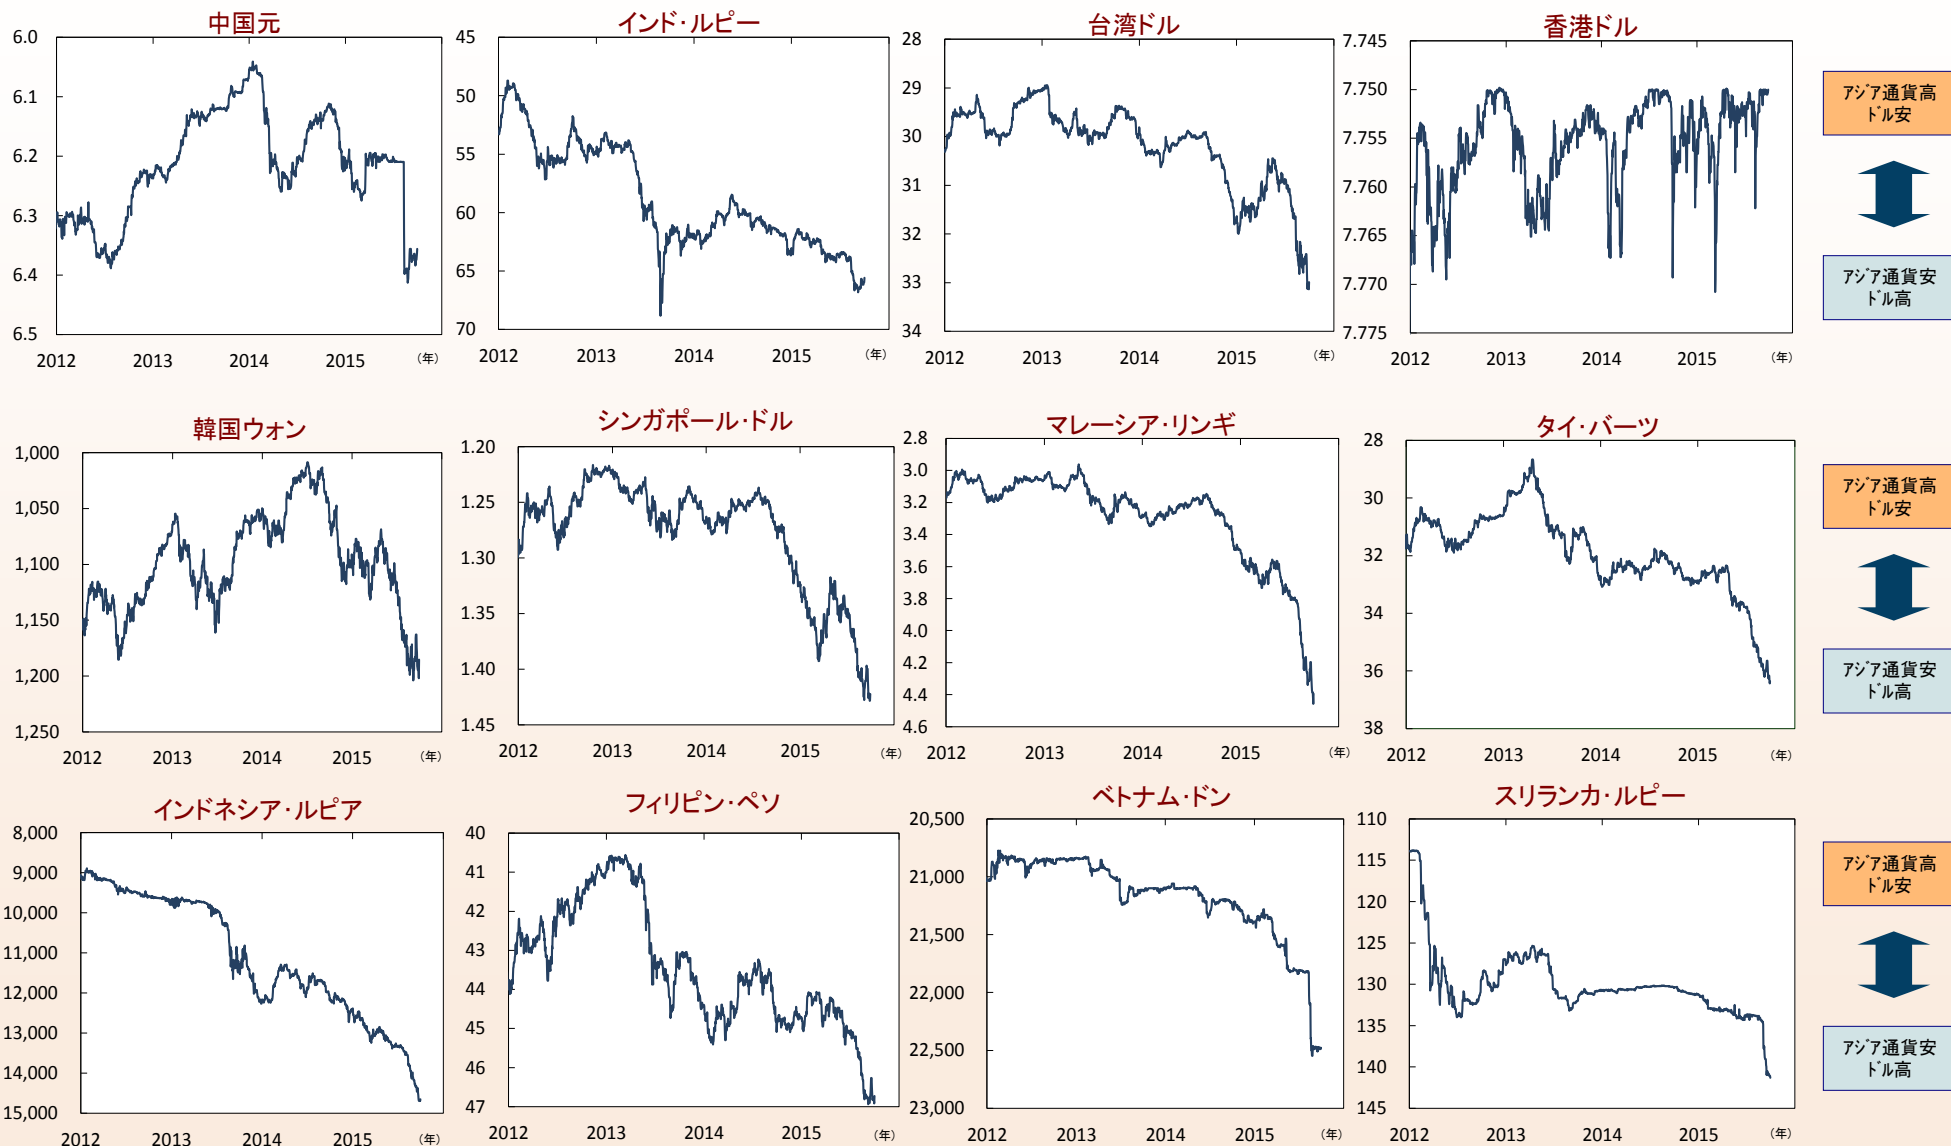 中国元
6.0
6.1
6.2
6.3
6.4
6.5
2012 2013 2014 2015 (年)
インド・ルピー
45
50
55
60
65
70
2012 2013 2014 2015 (年)
台湾ドル
28
29
30
31
32
33
34
2012 2013 2014 2015 (年)
香港ドル
7.745
7.750
7.755
7.760
7.765
7.770
7.775
2012 2013 2014 2015 (年)
アジア通貨高
ドル安
アジア通貨安
ドル高
韓国ウォン
1,000
1,050
1,100
1,150
1,200
1,250
2012 2013 2014 2015 (年)
シンガポール・ドル
1.20
1.25
1.30
1.35
1.40
1.45
2012 2013 2014 2015 (年)
マレーシア・リンギ
2.8
3.0
3.2
3.4
3.6
3.8
4.0
4.2
4.4
4.6
2012 2013 2014 2015 (年)
タイ・バーツ
28
30
32
34
36
38
2012 2013 2014 2015 (年)
アジア通貨高
ドル安
アジア通貨安
ドル高
インドネシア・ルピア
8,000
9,000
10,000
11,000
12,000
13,000
14,000
15,000
2012 2013 2014 2015 (年)
フィリピン・ペソ
40
41
42
43
44
45
46
47
2012 2013 2014 2015 (年)
ベトナム・ドン
20,500
21,000
21,500
22,000
22,500
23,000
2012 2013 2014 2015 (年)
スリランカ・ルピー
110
115
120
125
130
135
140
145
2012 2013 2014 2015 (年)
アジア通貨高
ドル安
アジア通貨安
ドル高